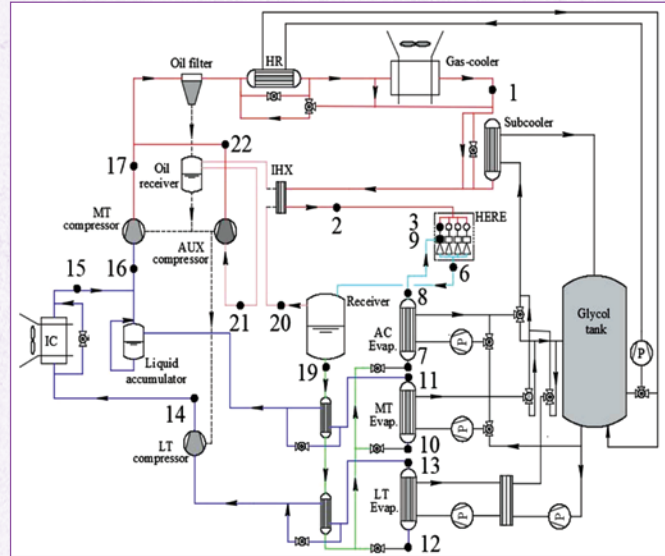 HR
Gas-cooler
Oil filter
1
Subcooler
22
17
Oil
receiver
IHX
MT
compressor
AUX
compressor
2
3
HERE
9
6
16
15
IC
Liquid
accumulator
21
20
Receiver
8
AC
Evap.
P
Glycol
tank
P
19
7
11
MT
Evap.
P
10
14
LT
compressor
13
LT
Evap.
P
P
12